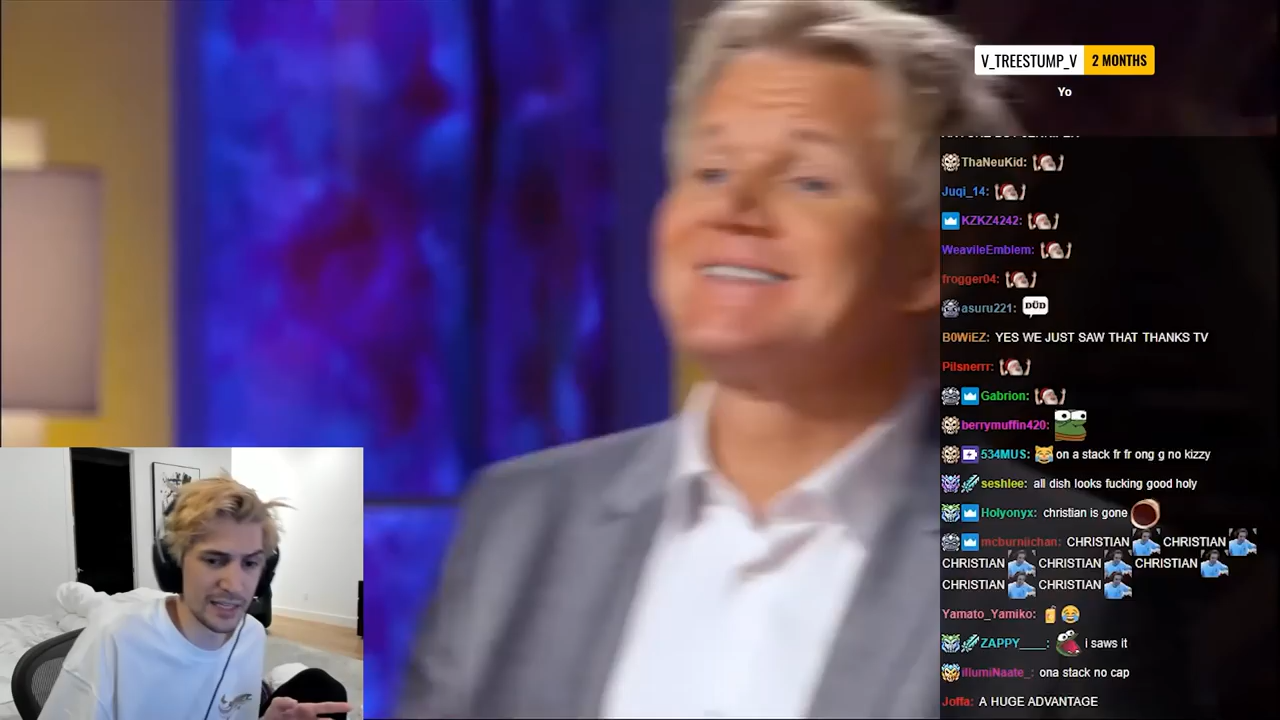 V_TREESTUMP_V 2 MONTHS
Yo
ThaNeuKid:
Juqi_14:
KZKZ4242:
WeavileEmblem:
frogger04:
asuru221: DÜD
B0WiEZ: YES WE JUST SAW THAT THANKS TV
Pilsnerrr:
Gabrion:
berrymuffin420:
534MUS: on a stack fr fr ong g no kizzy
seshlee: all dish looks fucking good holy
Holyonyx: christian is gone
mcburniichan: CHRISTIAN CHRISTIAN
CHRISTIAN CHRISTIAN CHRISTIAN
CHRISTIAN CHRISTIAN
Yamato_Yamiko:
ZAPPY____: i saws it
illumiNaate_: ona stack no cap
Joffa: A HUGE ADVANTAGE